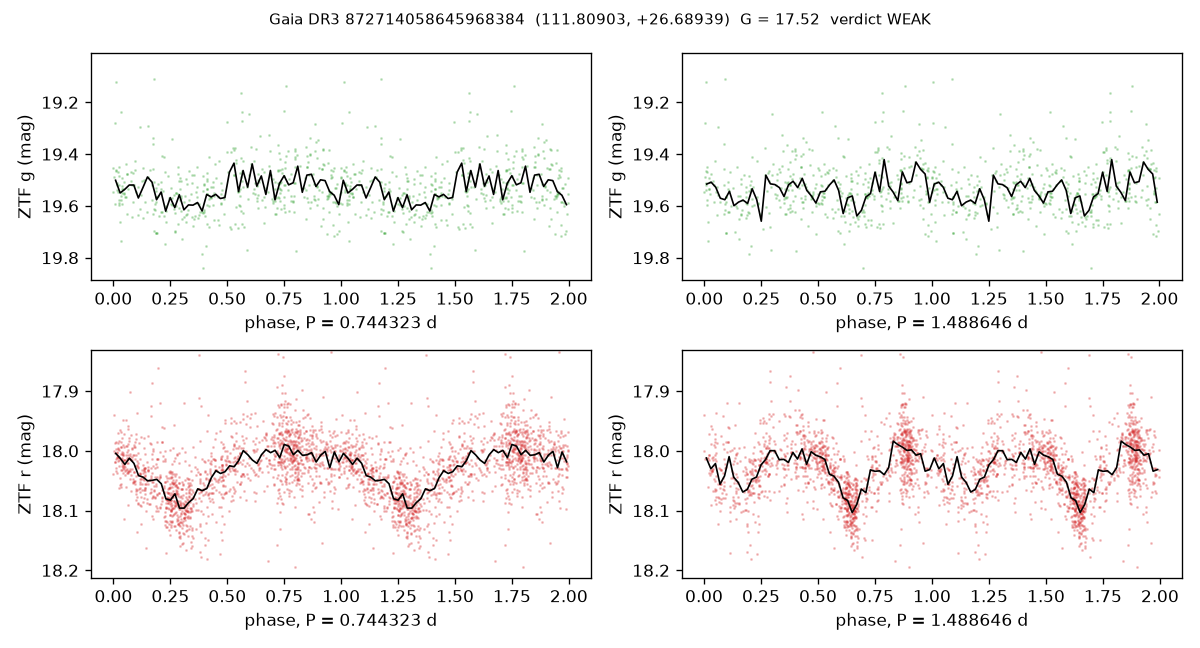 Gaia DR3 872714058645968384 (111.80903, +26.68939) G = 17.52 verdict WEAK
ZTF g (mag)
19.2
19.4
19.6
19.8
0.00 0.25 0.50 0.75 1.00 1.25 1.50 1.75 2.00
phase, P = 0.744323 d
ZTF g (mag)
19.2
19.4
19.6
19.8
0.00 0.25 0.50 0.75 1.00 1.25 1.50 1.75 2.00
phase, P = 1.488646 d
ZTF r (mag)
17.9
18.0
18.1
18.2
0.00 0.25 0.50 0.75 1.00 1.25 1.50 1.75 2.00
phase, P = 0.744323 d
ZTF r (mag)
17.9
18.0
18.1
18.2
0.00 0.25 0.50 0.75 1.00 1.25 1.50 1.75 2.00
phase, P = 1.488646 d